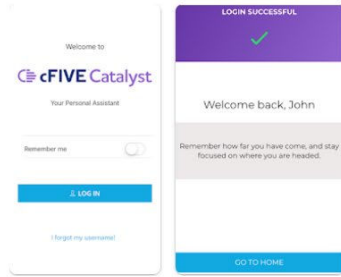 Welcome to
cFIVE Catalyst
Your Personal Assistant
Remember me
LOG IN
I forgot my username!
LOGIN SUCCESSFUL
Welcome back, John
Remember how far you have come, and stay
focused on where you are headed.
GO TO HOME